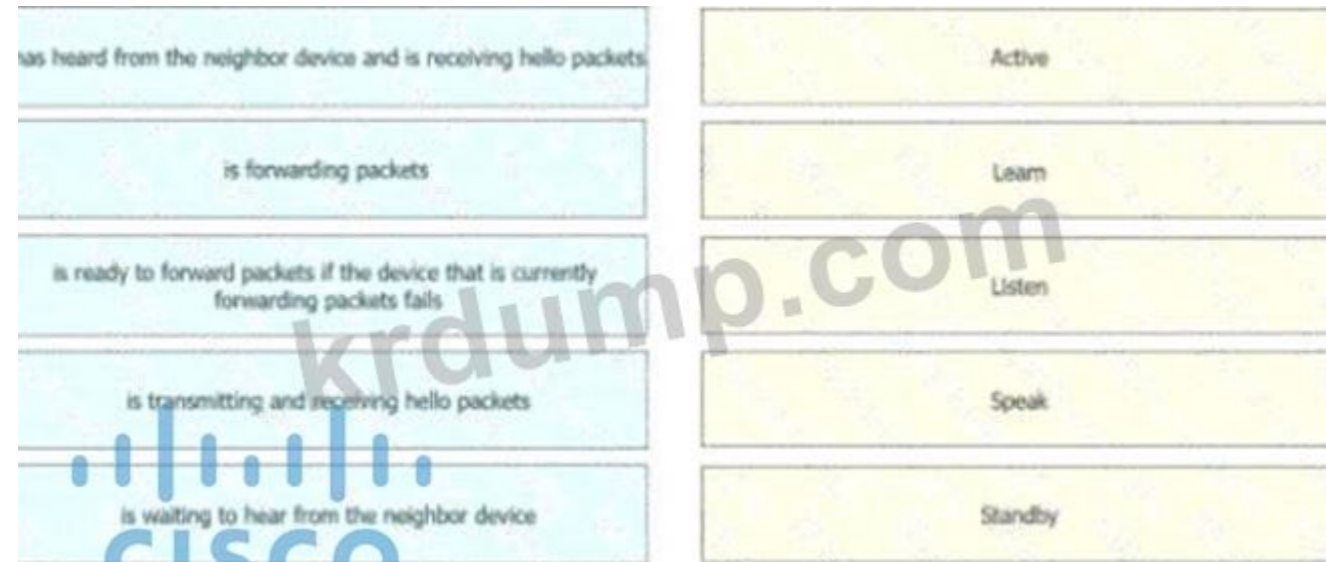 as heard from the neighbor device and is receiving hello packets
Active
is forwarding packets
Learn
is ready to forward packets if the device that is currently
forwarding packets fails
Listen
is transmitting and receiving hello packets
Speak
is waiting to hear from the neighbor device
Standby
krdump.com
CISCO